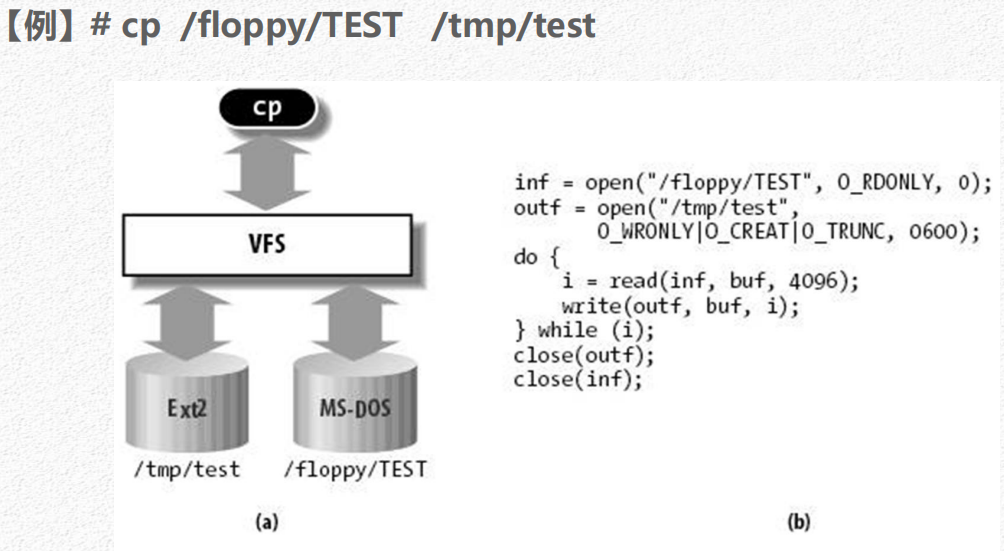 【例】# cp /floppy/TEST /tmp/test
cp
VFS
Ext2
MS-DOS
/tmp/test
/floppy/TEST
(a)
inf = open("/floppy/TEST", O_RDONLY, 0);
outf = open("/tmp/test",
O_WRONLY|O_CREAT|O_TRUNC, 0600);
do {
i = read(inf, buf, 4096);
write(outf, buf, i);
} while (i);
close(outf);
close(inf);
(b)